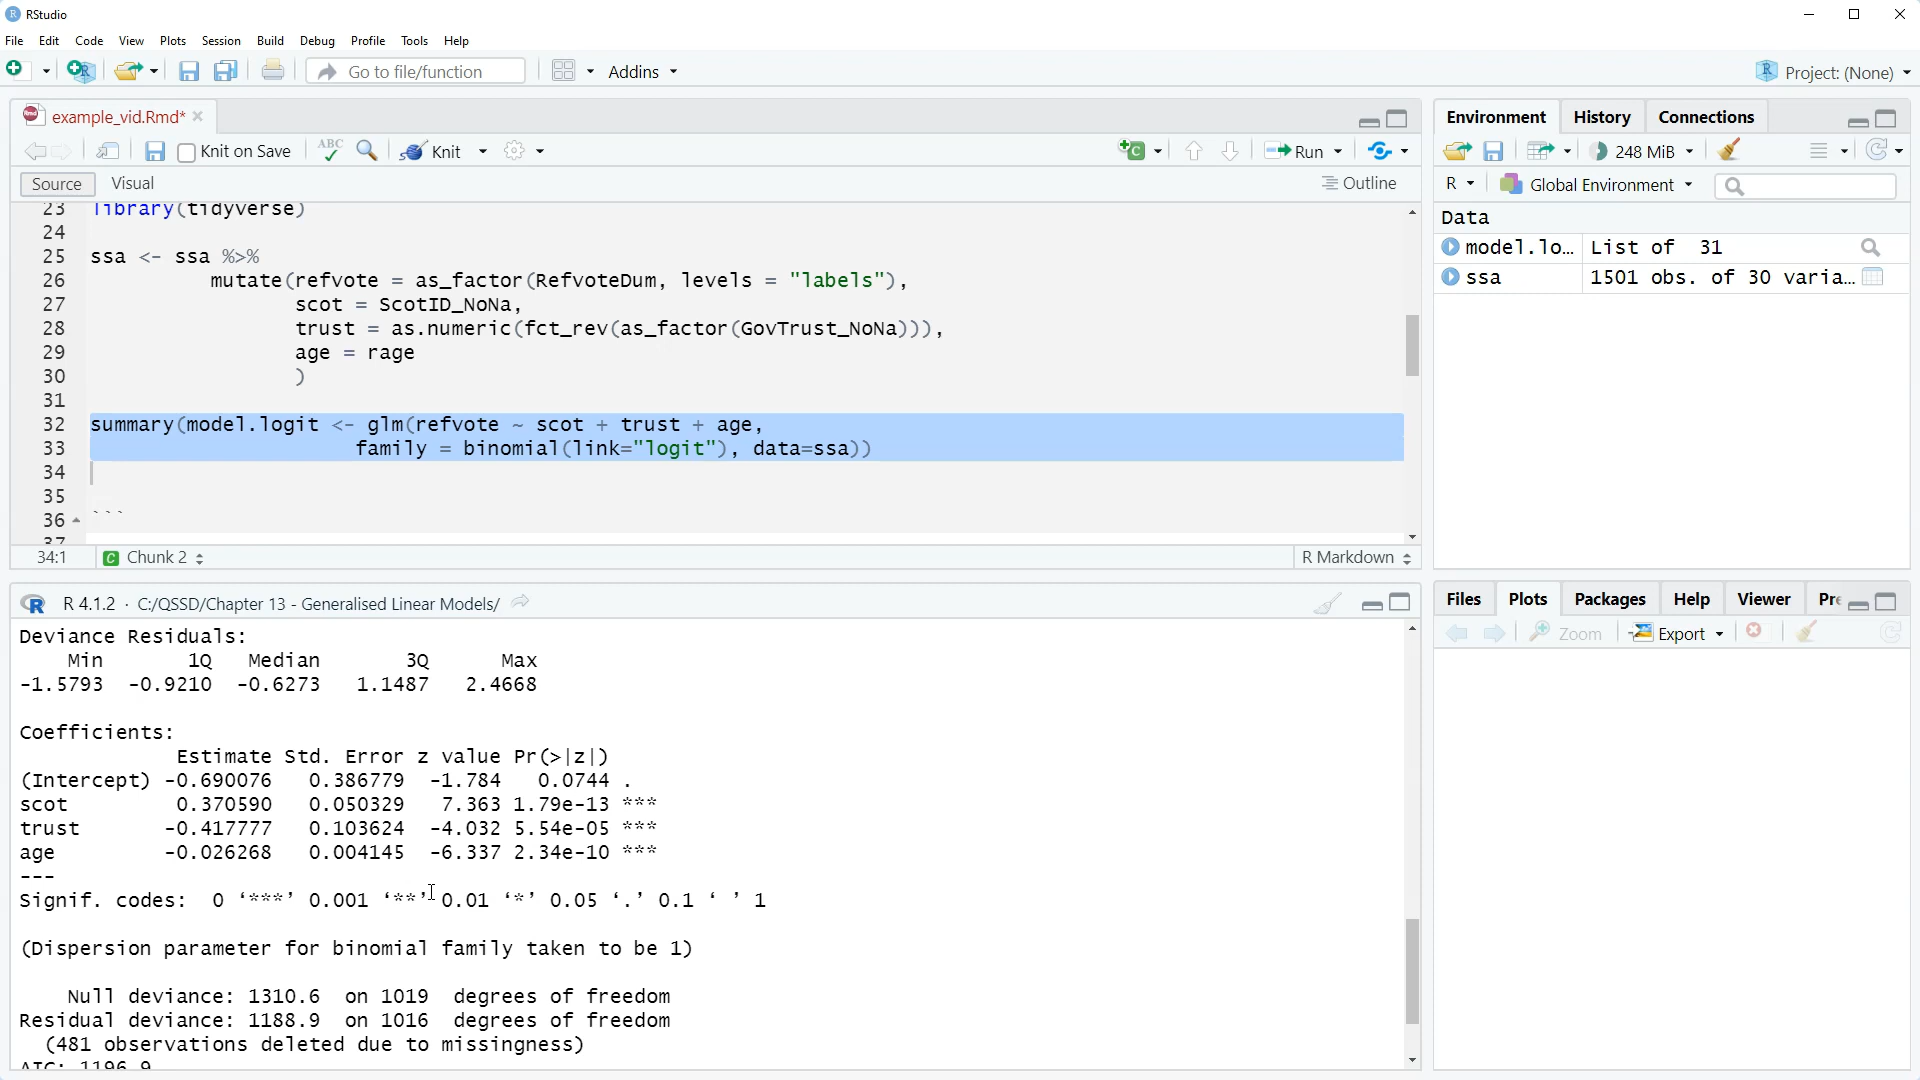 RStudio
File Edit Code View Plots Session Build Debug Profile Tools Help
Go to file/function Addins Project: (None)
example_vid.Rmd*
Knit on Save ABC Knit Run
Source Visual Outline
23 library(tidyverse)
24
25 ssa <- ssa %>%
26 mutate(refvote = as_factor(RefvoteDum, levels = "labels"),
27 scot = ScotID_NoNa,
28 trust = as.numeric(fct_rev(as_factor(GovTrust_NoNa))),
29 age = rage
30 )
31
32 summary(model.logit <- glm(refvote ~ scot + trust + age,
33 family = binomial(link="logit"), data=ssa))
34
35
36 ```
37
34:1 Chunk 2 R Markdown
R 4.1.2 · C:/QSSD/Chapter 13 - Generalised Linear Models/
Deviance Residuals:
Min 1Q Median 3Q Max
-1.5793 -0.9210 -0.6273 1.1487 2.4668
Coefficients:
Estimate Std. Error z value Pr(>|z|)
(Intercept) -0.690076 0.386779 -1.784 0.0744 .
scot 0.370590 0.050329 7.363 1.79e-13 ***
trust -0.417777 0.103624 -4.032 5.54e-05 ***
age -0.026268 0.004145 -6.337 2.34e-10 ***
---
Signif. codes: 0 ‘***’ 0.001 ‘**’ 0.01 ‘*’ 0.05 ‘.’ 0.1 ‘ ’ 1
(Dispersion parameter for binomial family taken to be 1)
Null deviance: 1310.6 on 1019 degrees of freedom
Residual deviance: 1188.9 on 1016 degrees of freedom
(481 observations deleted due to missingness)
AIC: 1196.9
Environment History Connections
248 MiB
R Global Environment
Data
model.lo… List of 31
ssa 1501 obs. of 30 varia…
Files Plots Packages Help Viewer Pre
Zoom Export